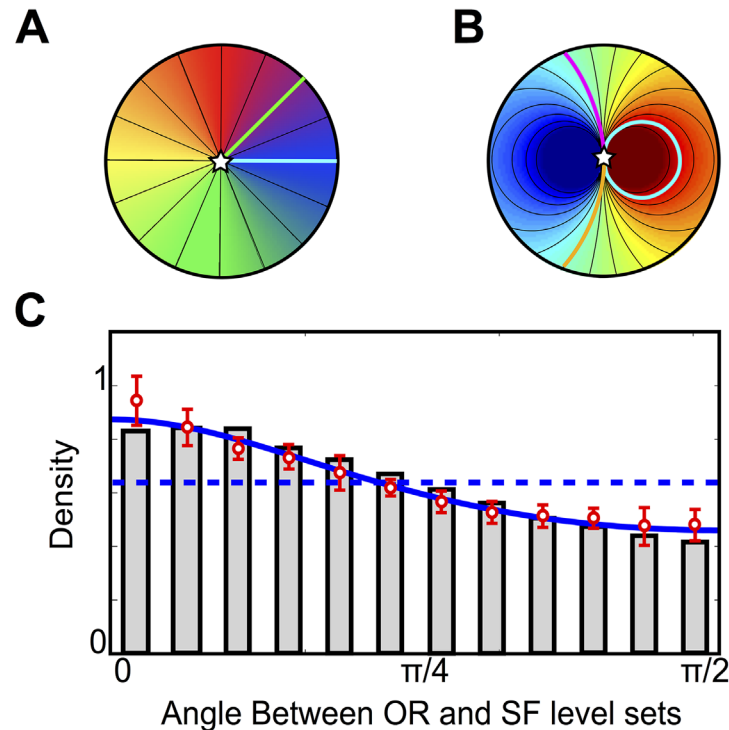 A
B
C
1
Density
0
0
π/4
π/2
Angle Between OR and SF level sets